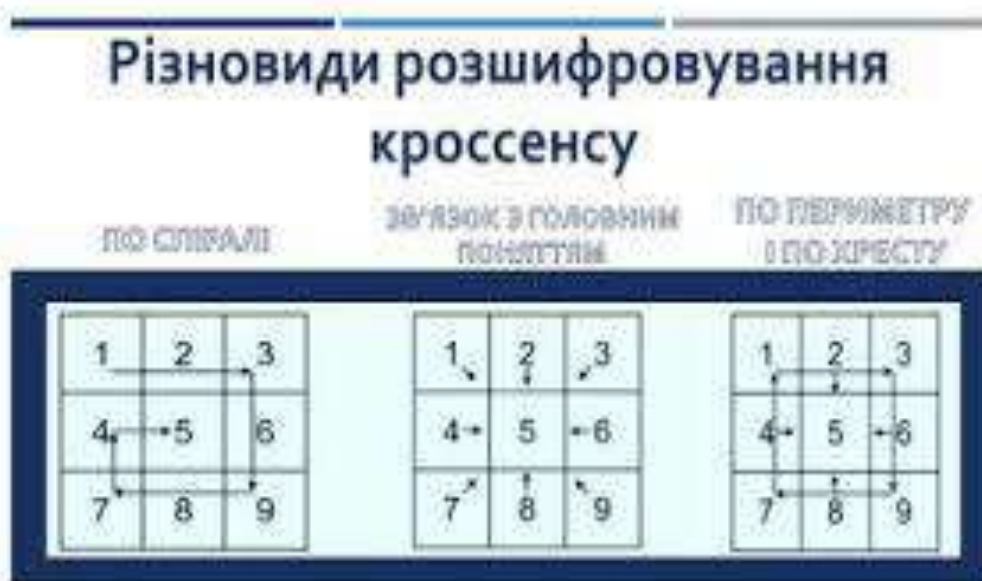 Різновиди розшифровування
кроссенсу
ПО СПІРАЛІ
ЗВ'ЯЗОК З ГОЛОВНИМ
ПОНЯТТЯМ
ПО ПЕРИМЕТРУ
І ПО ХРЕСТУ
1 2 3
4 5 6
7 8 9
1 2 3
4 5 6
7 8 9
1 2 3
4 5 6
7 8 9